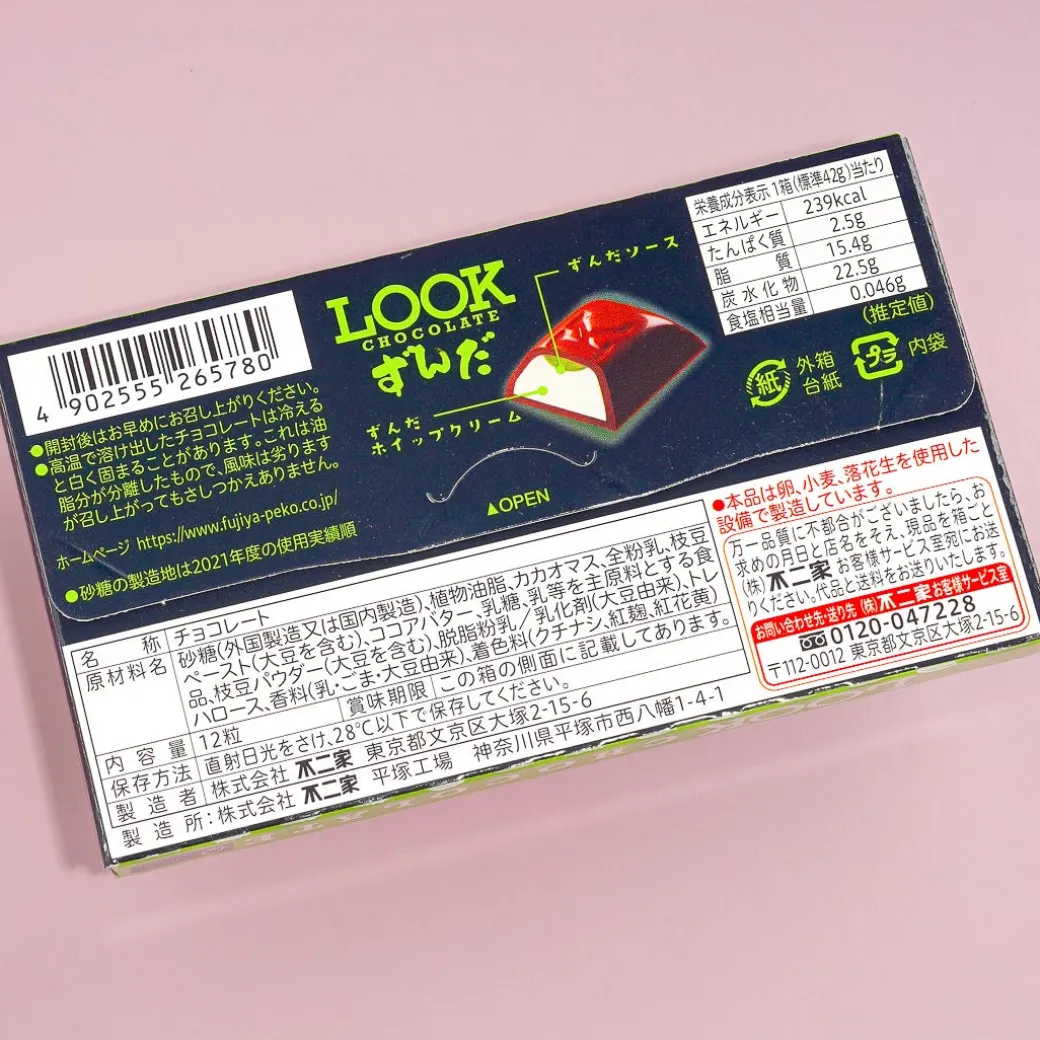 4 902555 265780
●開封後はお早めにお召し上がりください。
●高温で溶け出したチョコレートは冷える
と白く固まることがあります。これは油
脂分が分離したもので、風味は劣ります
が召し上がってもさしつかえありません。
ホームページ https://www.fujiya-peko.co.jp/
●砂糖の製造地は2021年度の使用実績順
LOOK
CHOCOLATE
ずんだ
ずんだソース
ずんだ
ホイップクリーム
▲OPEN
栄養成分表示 1箱(標準42g)当たり
エネルギー 239kcal
たんぱく質 2.5g
脂質 15.4g
炭水化物 22.5g
食塩相当量 0.046g
(推定値)
紙 外箱
台紙
プラ 内袋
名称 チョコレート
原材料名 砂糖(外国製造又は国内製造)、植物油脂、カカオマス、全粉乳、枝豆
ペースト(大豆を含む)、ココアバター、乳糖、乳等を主原料とする食
品、枝豆パウダー(大豆を含む)、脱脂粉乳/乳化剤(大豆由来)、トレ
ハロース、香料(乳・ごま・大豆由来)、着色料(クチナシ、紅麹、紅花黄)
内容量 12粒 賞味期限 この箱の側面に記載してあります。
保存方法 直射日光をさけ、28℃以下で保存してください。
製造者 株式会社 不二家 東京都文京区大塚2-15-6
製造所:株式会社 不二家 平塚工場 神奈川県平塚市西八幡1-4-1
●本品は卵、小麦、落花生を使用した
設備で製造しています。
万一品質に不都合がございましたら、お
求めの月日と店名をそえ、現品を箱ごと
(株)不二家 お客様サービス室宛にお送
りください。代品と送料をお送りいたします。
お問い合わせ先・送り先 (株)不二家お客様サービス室
0120-047228
〒112-0012 東京都文京区大塚2-15-6